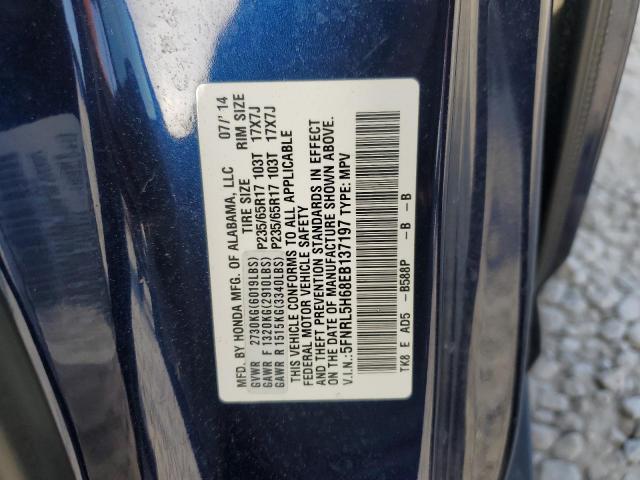 MFD. BY HONDA MFG. OF ALABAMA, LLC 07/'14
TIRE SIZE RIM SIZE
GVWR 2730KG(6019LBS)
GAWR F 1320KG(2910LBS) P235/65R17 103T 17X7J
GAWR R 1515KG(3340LBS) P235/65R17 103T 17X7J
THIS VEHICLE CONFORMS TO ALL APPLICABLE
FEDERAL MOTOR VEHICLE SAFETY
AND THEFT PREVENTION STANDARDS IN EFFECT
ON THE DATE OF MANUFACTURE SHOWN ABOVE.
V.I.N.:5FNRL5H68EB137197 TYPE: MPV
TK8 E AD5 - B588P - B - B